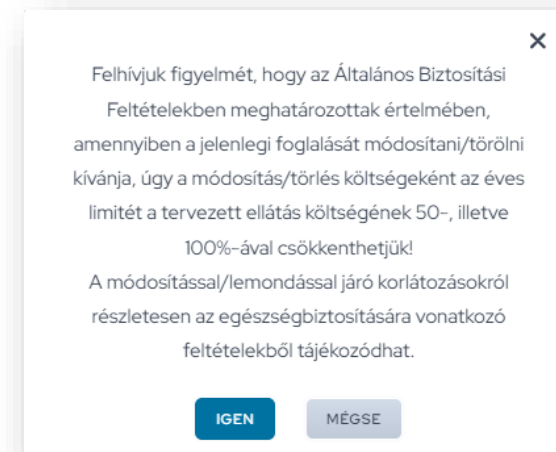 Felhívjuk figyelmét, hogy az Általános Biztosítási
Feltételekben meghatározottak értelmében,
amennyiben a jelenlegi foglalását módosítani/törölni
kívánja, úgy a módosítás/törlés költségeként az éves
limitét a tervezett ellátás költségének 50-, illetve
100%-ával csökkenthetjük!
A módosítással/lemondással járó korlátozásokról
részletesen az egészségbiztosítására vonatkozó
feltételekből tájékozódhat.
IGEN MÉGSE